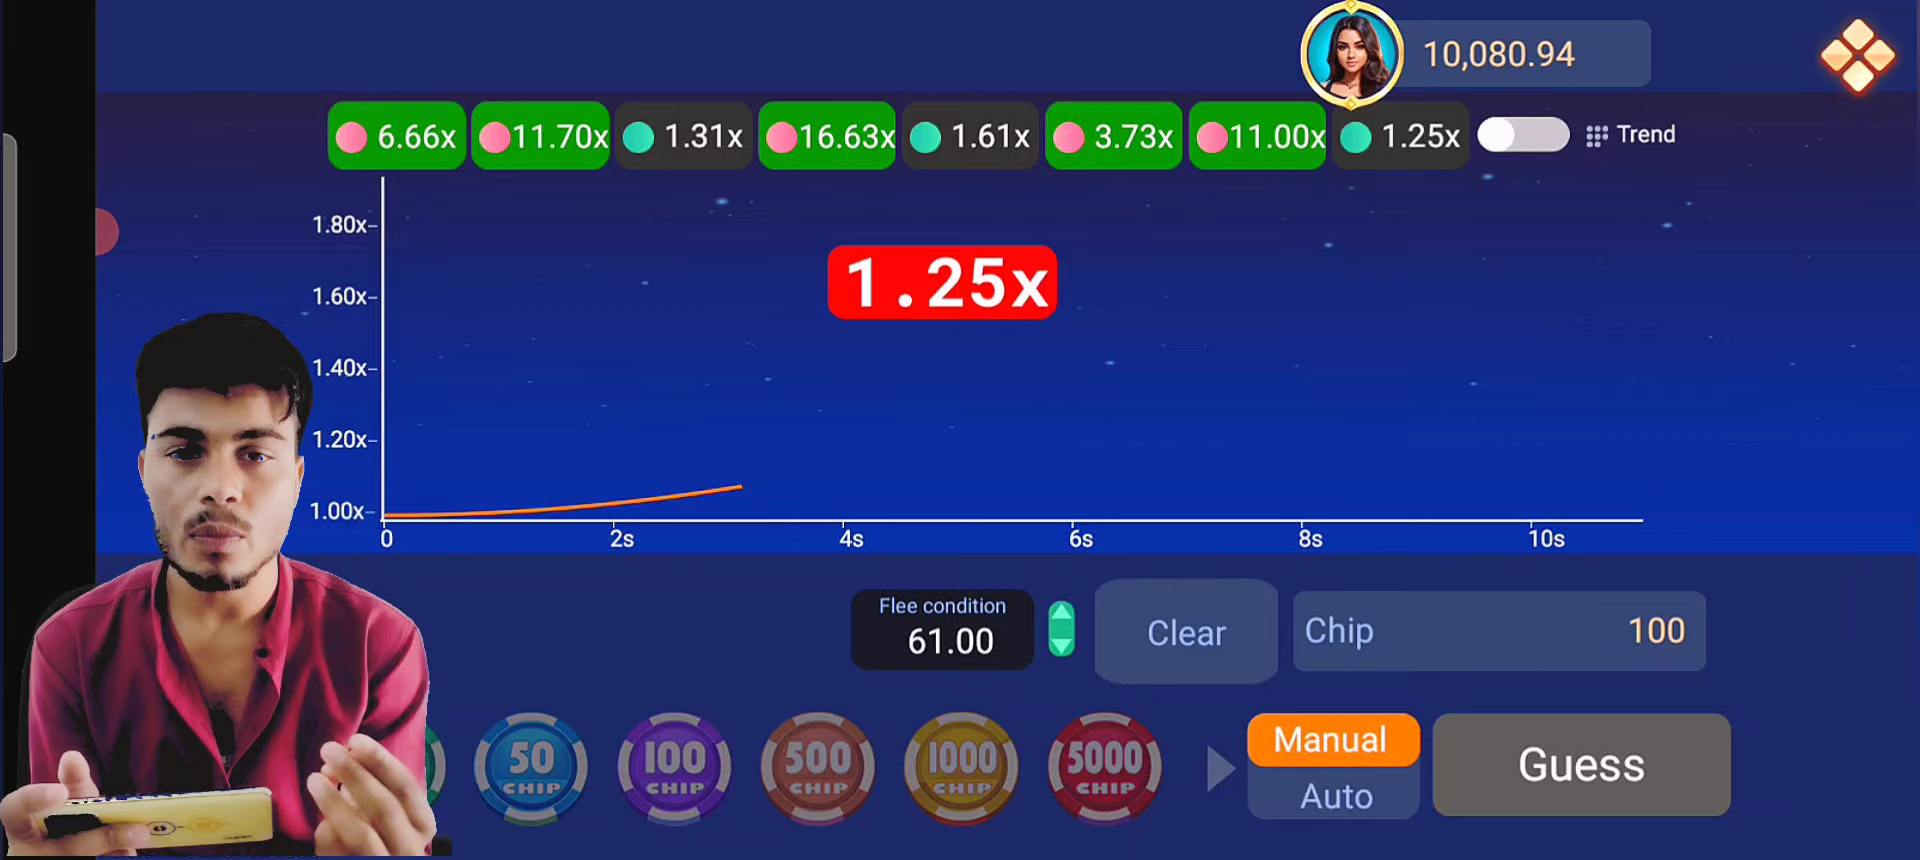 10,080.94
6.66x 11.70x 1.31x 16.63x 1.61x 3.73x 11.00x 1.25x Trend
1.80x
1.60x
1.40x
1.20x
1.00x
1.25x
0 2s 4s 6s 8s 10s
Flee condition
61.00
Clear
Chip 100
50 CHIP
100 CHIP
500 CHIP
1000 CHIP
5000 CHIP
Manual
Auto
Guess